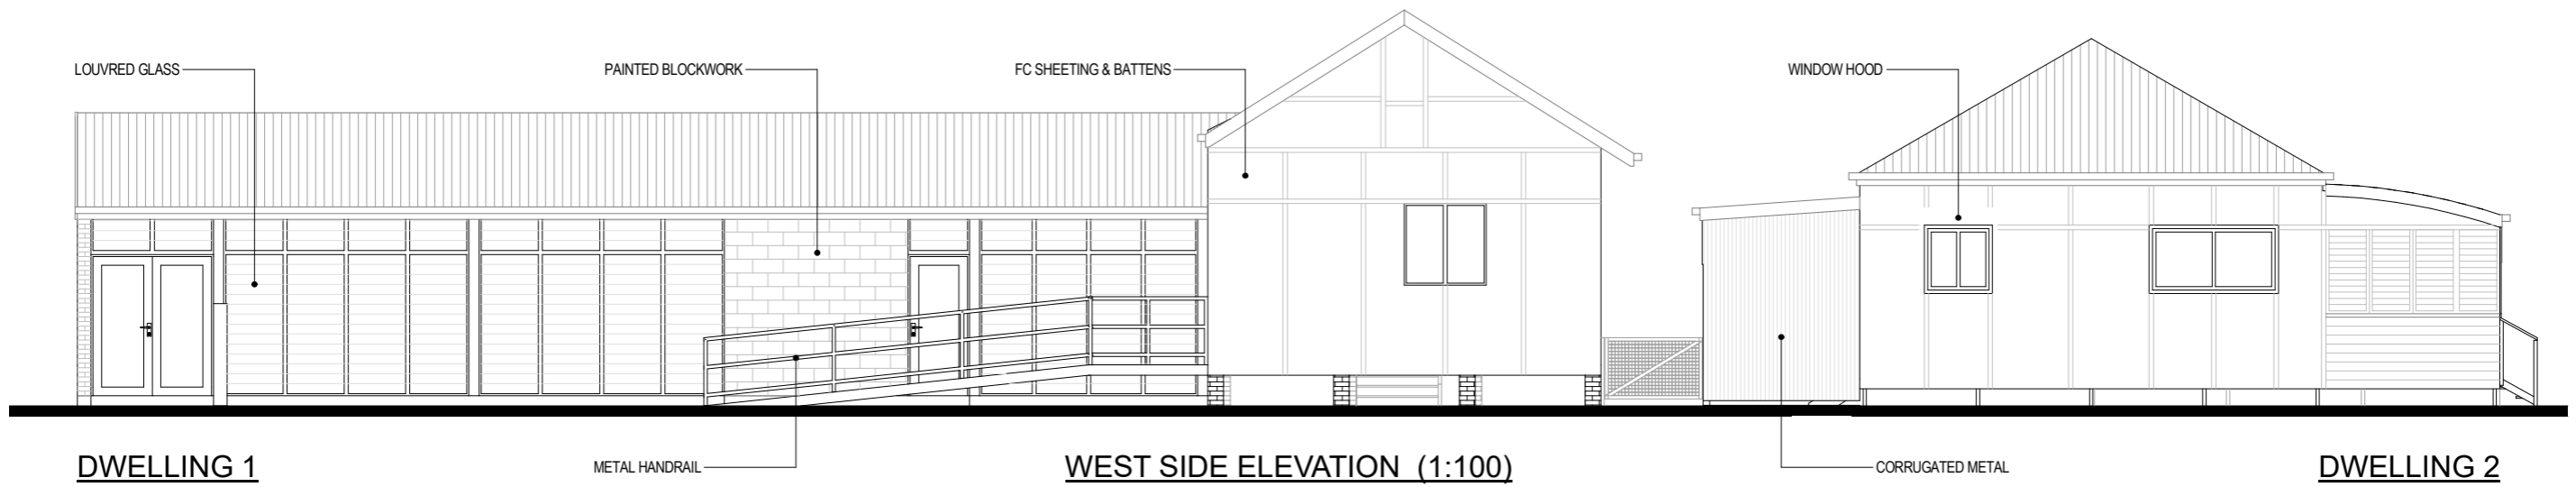 LOUVRED GLASS
PAINTED BLOCKWORK
FC SHEETING & BATTENS
WINDOW HOOD
METAL HANDRAIL
CORRUGATED METAL
DWELLING 1
WEST SIDE ELEVATION (1:100)
DWELLING 2